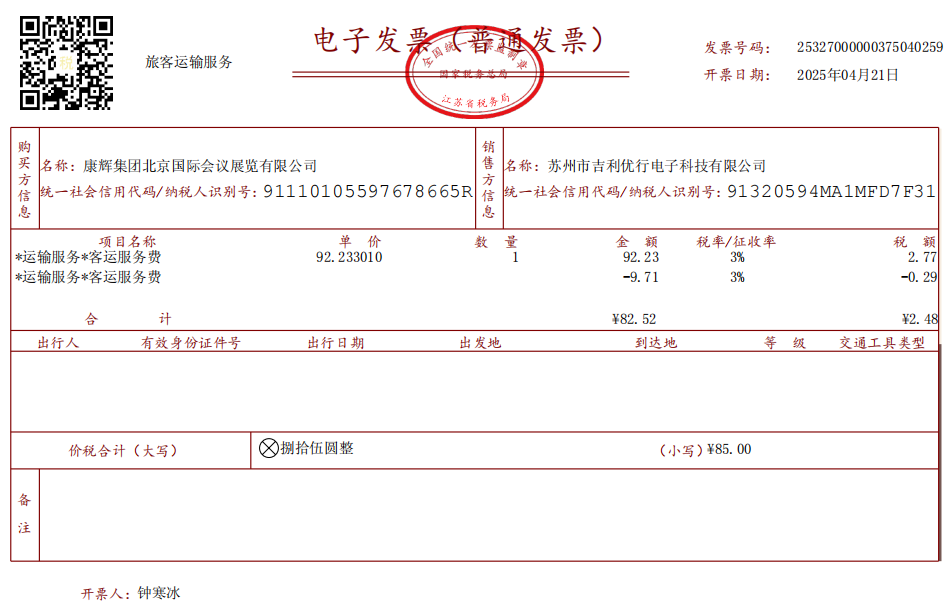 电子发票（普通发票）
旅客运输服务
全国统一发票监制章
国家税务总局
江苏省税务局
发票号码： 25327000000375040259
开票日期： 2025年04月21日
购买方信息
名称：康辉集团北京国际会议展览有限公司
统一社会信用代码/纳税人识别号：91110105597678665R
销售方信息
名称：苏州市吉利优行电子科技有限公司
统一社会信用代码/纳税人识别号：91320594MA1MFD7F31
项目名称 单 价 数 量 金 额 税率/征收率 税 额
*运输服务*客运服务费 92.233010 1 92.23 3% 2.77
*运输服务*客运服务费 -9.71 3% -0.29
合 计 ¥82.52 ¥2.48
出行人 有效身份证件号 出行日期 出发地 到达地 等 级 交通工具类型
价税合计（大写） 捌拾伍圆整 （小写）¥85.00
备注
开票人：钟寒冰